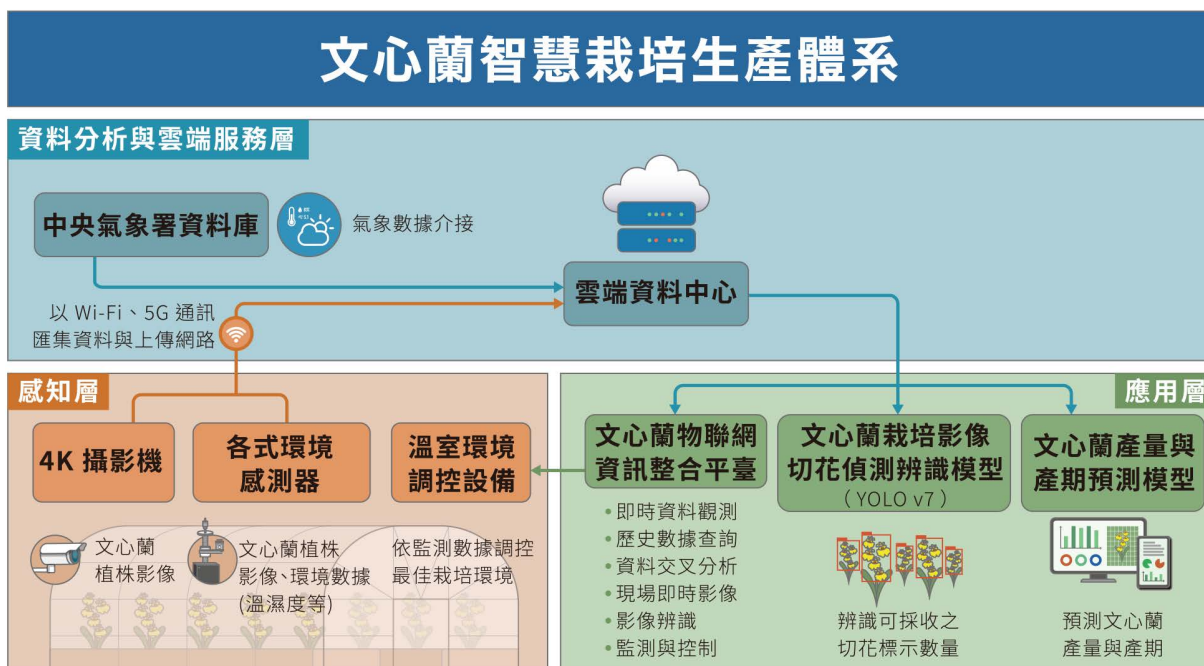 文心蘭智慧栽培生產體系
資料分析與雲端服務層
中央氣象署資料庫
氣象數據介接
雲端資料中心
以 Wi-Fi、5G 通訊
匯集資料與上傳網路
感知層
4K 攝影機
各式環境
感測器
溫室環境
調控設備
文心蘭
植株影像
文心蘭植株
影像、環境數據
(溫濕度等)
依監測數據調控
最佳栽培環境
應用層
文心蘭物聯網
資訊整合平臺
•即時資料觀測
•歷史數據查詢
•資料交叉分析
•現場即時影像
•影像辨識
•監測與控制
文心蘭栽培影像
切花偵測辨識模型
（YOLO v7）
辨識可採收之
切花標示數量
文心蘭產量與
產期預測模型
預測文心蘭
產量與產期